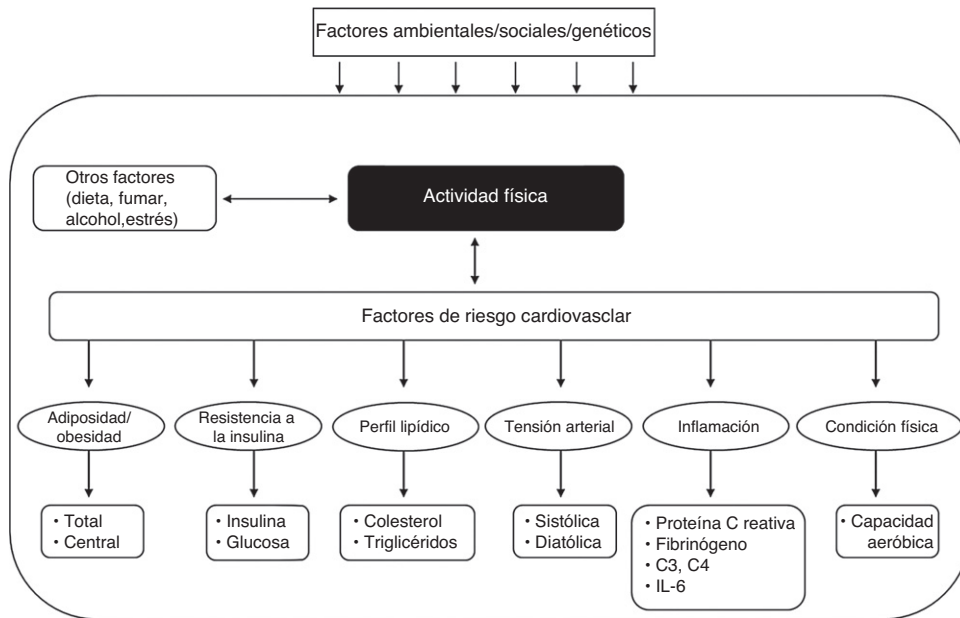 Factores ambientales/sociales/genéticos
Otros factores
(dieta, fumar,
alcohol,estrés)
Actividad física
Factores de riesgo cardiovasclar
Adiposidad/
obesidad
Resistencia a
la insulina
Perfil lipídico
Tensión arterial
Inflamación
Condición física
• Total
• Central
• Insulina
• Glucosa
• Colesterol
• Triglicéridos
• Sistólica
• Diatólica
• Proteína C reativa
• Fibrinógeno
• C3, C4
• IL-6
• Capacidad
aeróbica